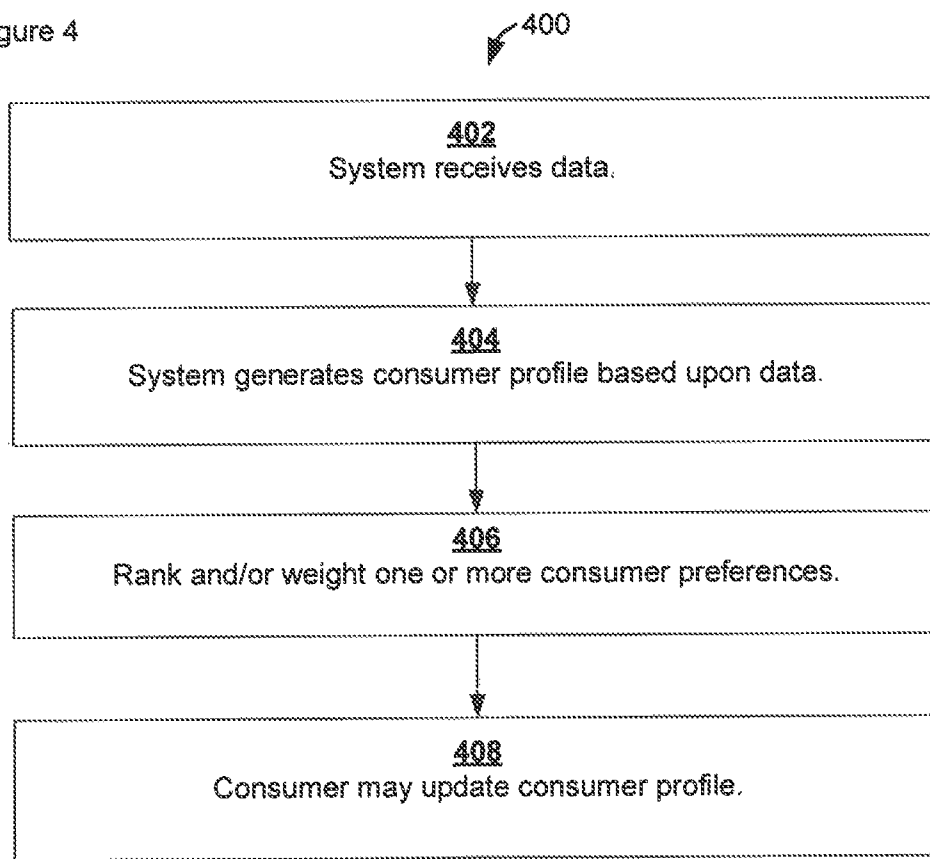 gure 4
400
402
System receives data.
404
System generates consumer profile based upon data.
406
Rank and/or weight one or more consumer preferences.
408
Consumer may update consumer profile.